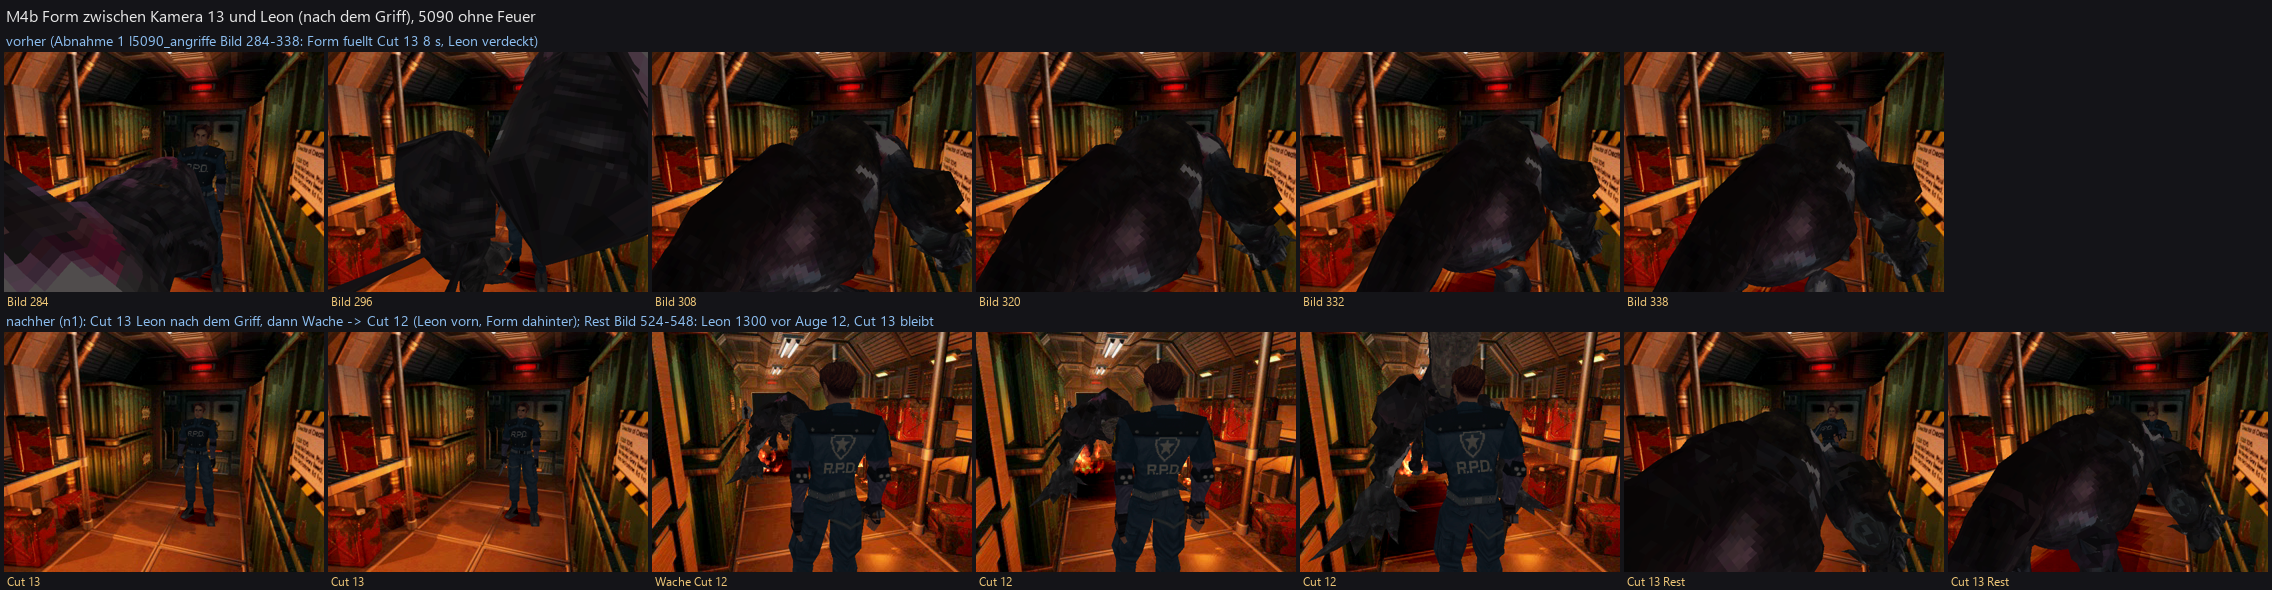 M4b Form zwischen Kamera 13 und Leon (nach dem Griff), 5090 ohne Feuer
vorher (Abnahme 1 l5090_angriffe Bild 284-338: Form fuellt Cut 13 8 s, Leon verdeckt)
R.P.D.
Bild 284
Bild 296
Bild 308
Bild 320
Bild 332
Bild 338
nachher (n1): Cut 13 Leon nach dem Griff, dann Wache -> Cut 12 (Leon vorn, Form dahinter); Rest Bild 524-548: Leon 1300 vor Auge 12, Cut 13 bleibt
R.P.D.
R.P.D.
R.P.D.
R.P.D.
R.P.D.
Cut 13
Cut 13
Wache Cut 12
Cut 12
Cut 12
Cut 13 Rest
Cut 13 Rest